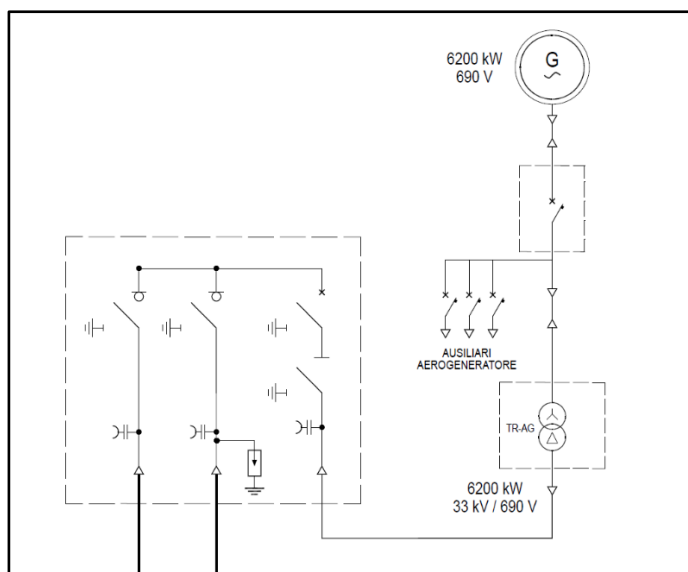 6200 kW
690 V
G
AUSILIARI
AEROGENERATORE
TR-AG
6200 kW
33 kV / 690 V